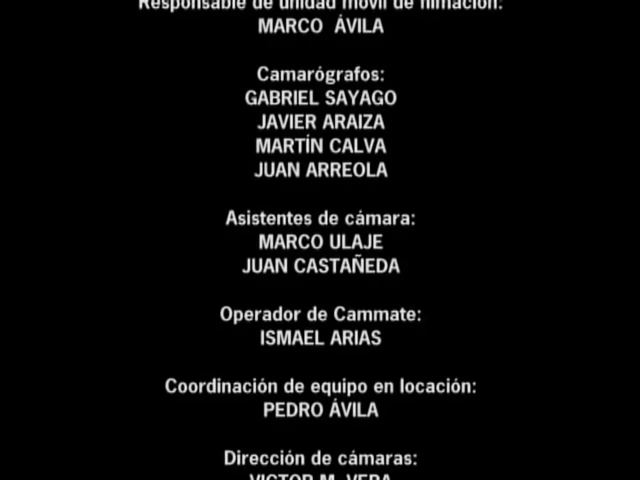 Responsable de unidad móvil de filmación:
MARCO ÁVILA
Camarógrafos:
GABRIEL SAYAGO
JAVIER ARAIZA
MARTÍN CALVA
JUAN ARREOLA
Asistentes de cámara:
MARCO ULAJE
JUAN CASTAÑEDA
Operador de Cammate:
ISMAEL ARIAS
Coordinación de equipo en locación:
PEDRO ÁVILA
Dirección de cámaras:
VICTOR M. VERA